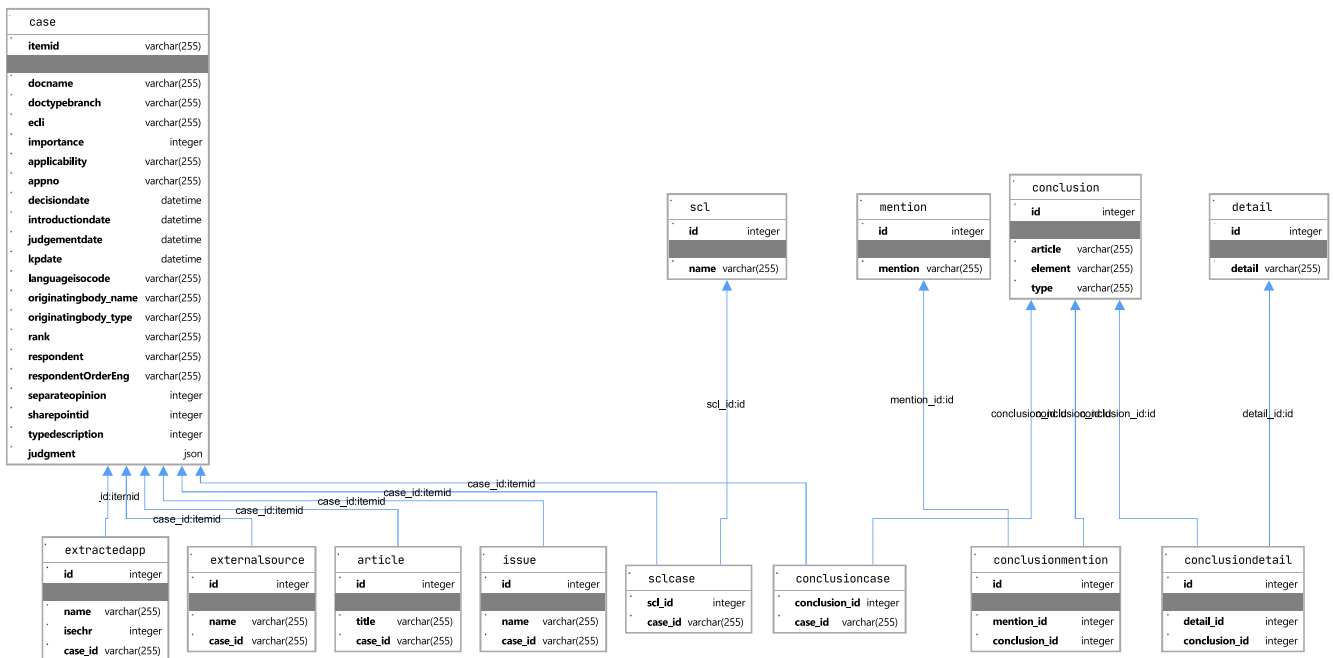 case
itemid varchar(255)
docname varchar(255)
doctypebranch varchar(255)
ecli varchar(255)
importance integer
applicability varchar(255)
appno varchar(255)
decisiondate datetime
introductiondate datetime
judgementdate datetime
kpdate datetime
languageisocode varchar(255)
originatingbody_name varchar(255)
originatingbody_type varchar(255)
rank varchar(255)
respondent varchar(255)
respondentOrderEng varchar(255)
separateopinion integer
sharepointid integer
typedescription integer
judgment json
scl
id integer
name varchar(255)
mention
id integer
mention varchar(255)
conclusion
id integer
article varchar(255)
element varchar(255)
type varchar(255)
detail
id integer
detail varchar(255)
scl_id:id
mention_id:id
conclusion_id:id
conclusion_id:id
conclusion_id:id
detail_id:id
id:itemid
case_id:itemid
case_id:itemid
case_id:itemid
case_id:itemid
case_id:itemid
extractedapp
id integer
name varchar(255)
isechr integer
case_id varchar(255)
externalsource
id integer
name varchar(255)
case_id varchar(255)
article
id integer
title varchar(255)
case_id varchar(255)
issue
id integer
name varchar(255)
case_id varchar(255)
sclcase
scl_id integer
case_id varchar(255)
conclusioncase
conclusion_id integer
case_id varchar(255)
conclusionmention
id integer
mention_id integer
conclusion_id integer
conclusiondetail
id integer
detail_id integer
conclusion_id integer